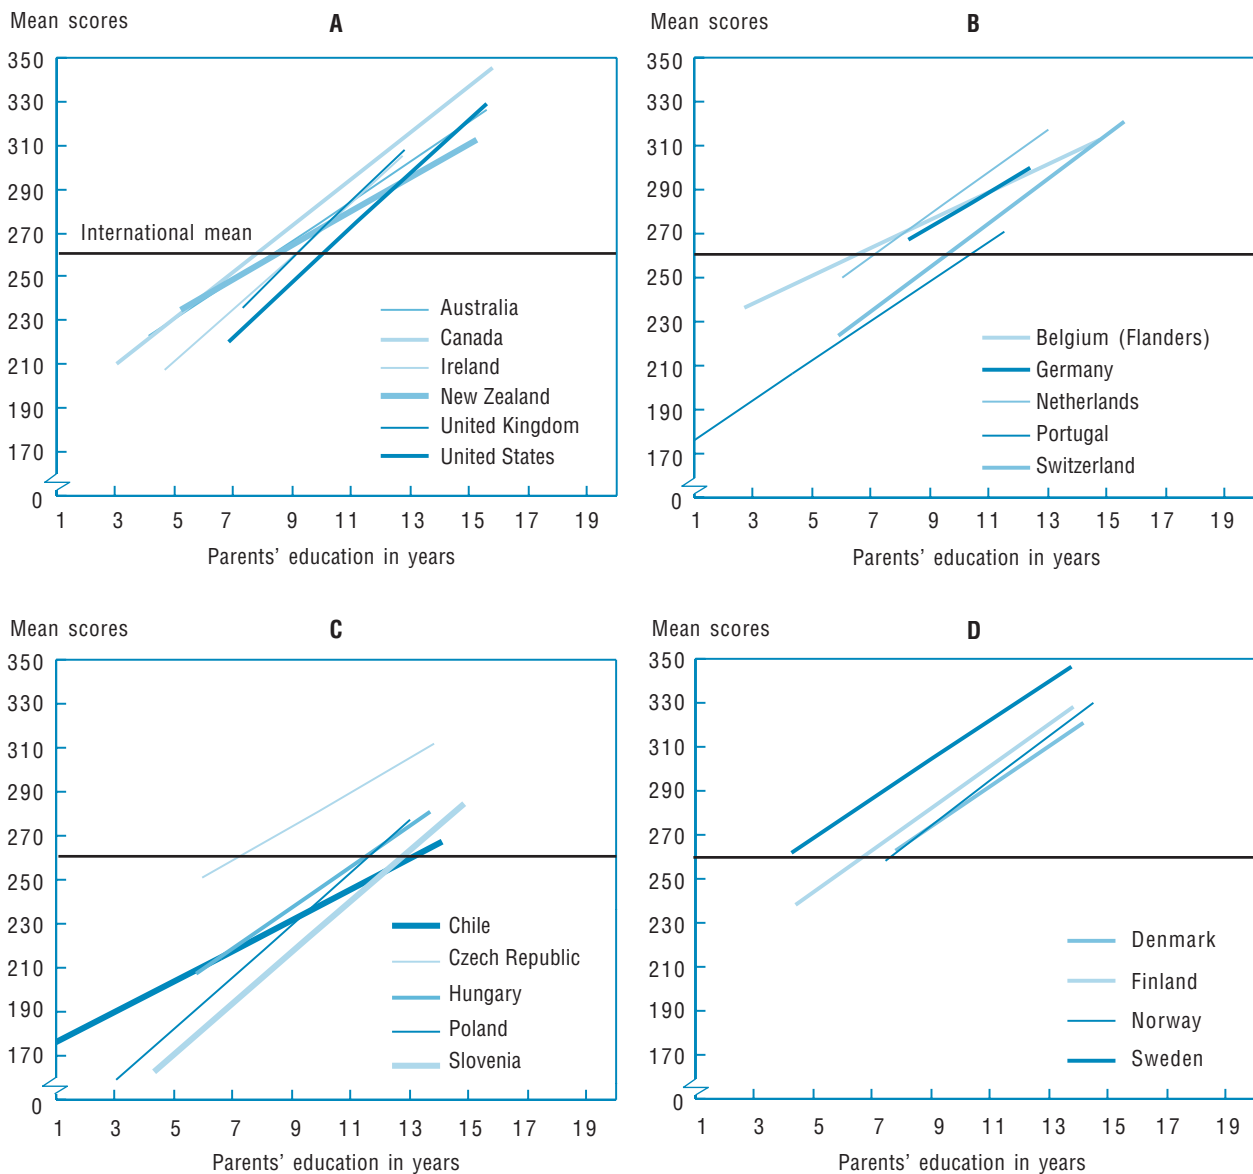 Mean scores
A
350
330
310
290
270
International mean
250
230
210
190
170
0
Australia
Canada
Ireland
New Zealand
United Kingdom
United States
1 3 5 7 9 11 13 15 17 19
Parents' education in years
B
350
330
310
290
270
250
230
210
190
170
0
Belgium (Flanders)
Germany
Netherlands
Portugal
Switzerland
1 3 5 7 9 11 13 15 17 19
Parents' education in years
Mean scores
C
350
330
310
290
270
250
230
210
190
170
0
Chile
Czech Republic
Hungary
Poland
Slovenia
1 3 5 7 9 11 13 15 17 19
Parents' education in years
Mean scores
D
350
330
310
290
270
250
230
210
190
170
0
Denmark
Finland
Norway
Sweden
1 3 5 7 9 11 13 15 17 19
Parents' education in years
Mean scores